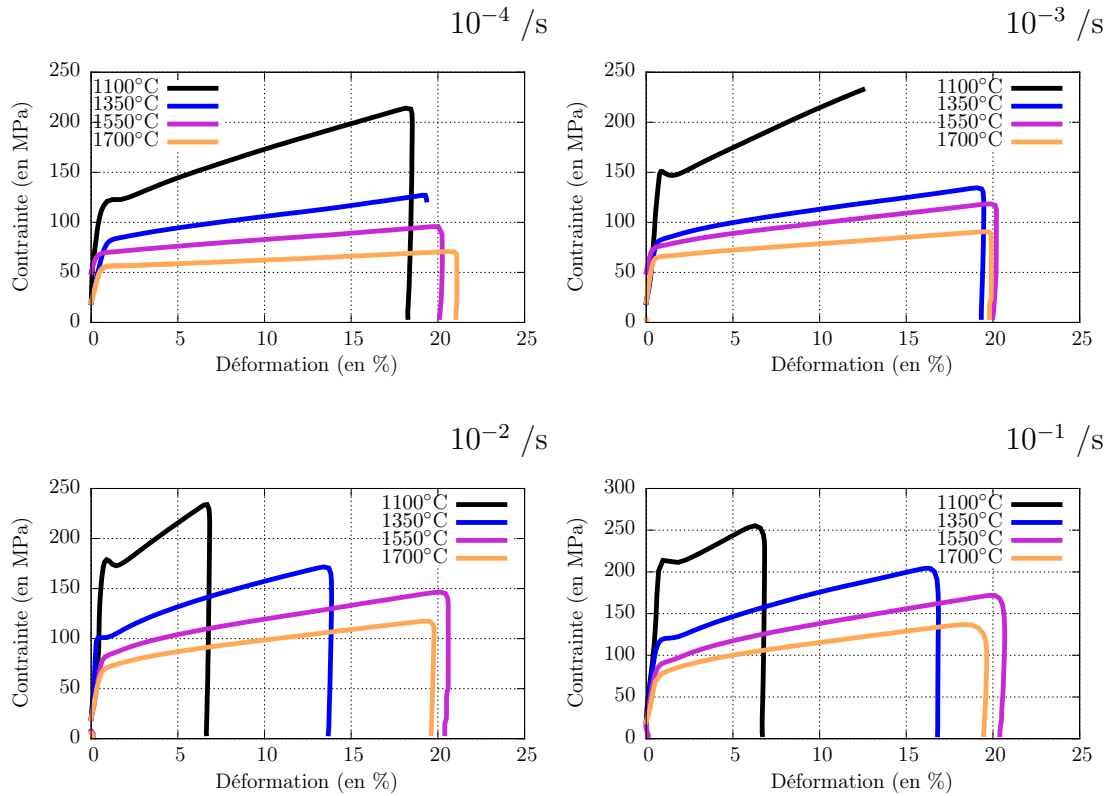 10⁻⁴ /s
250
200
150
100
50
0
0 5 10 15 20 25
Contrainte (en MPa)
Déformation (en %)
1100°C
1350°C
1550°C
1700°C
10⁻³ /s
250
200
150
100
50
0
0 5 10 15 20 25
Contrainte (en MPa)
Déformation (en %)
1100°C
1350°C
1550°C
1700°C
10⁻² /s
250
200
150
100
50
0
0 5 10 15 20 25
Contrainte (en MPa)
Déformation (en %)
1100°C
1350°C
1550°C
1700°C
10⁻¹ /s
300
250
200
150
100
50
0
0 5 10 15 20 25
Contrainte (en MPa)
Déformation (en %)
1100°C
1350°C
1550°C
1700°C